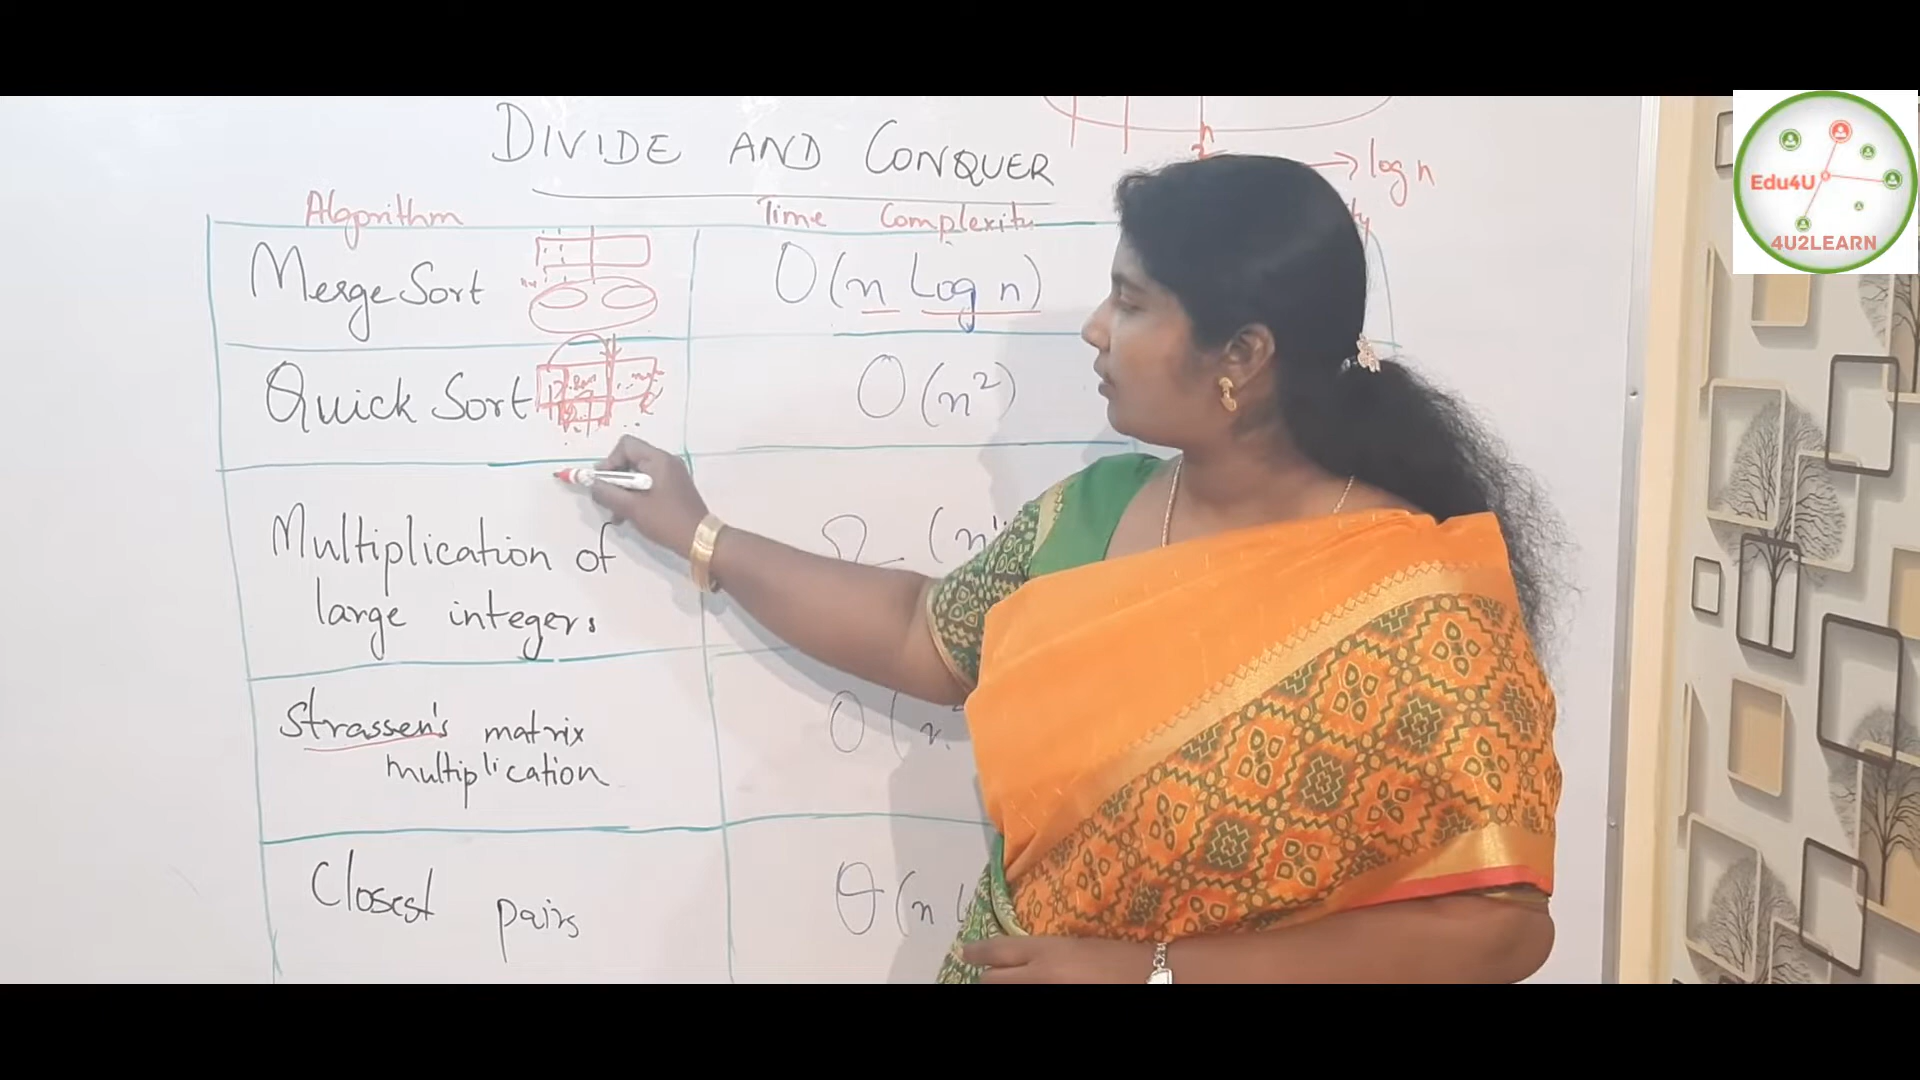 DIVIDE AND CONQUER
n
→ log n
Algorithm
Time Complexity
Merge Sort
O(n Log n)
Quick Sort
O(n²)
Multiplication of
large integers
Ω (n
Strassen's matrix
multiplication
O(n
Closest pairs
θ(n L
Edu4U
4U2LEARN